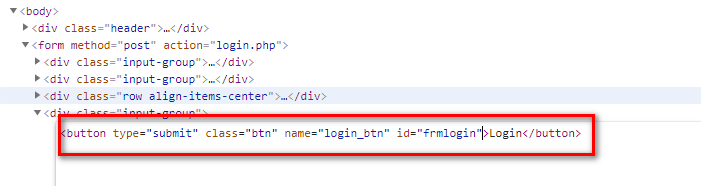 ▼<body>
▶<div class="header">…</div>
▼<form method="post" action="login.php">
▶<div class="input-group">…</div>
▶<div class="input-group">…</div>
▶<div class="row align-items-center">…</div>
▼<div class="input-group">
<button type="submit" class="btn" name="login_btn" id="frmlogin">Login</button>